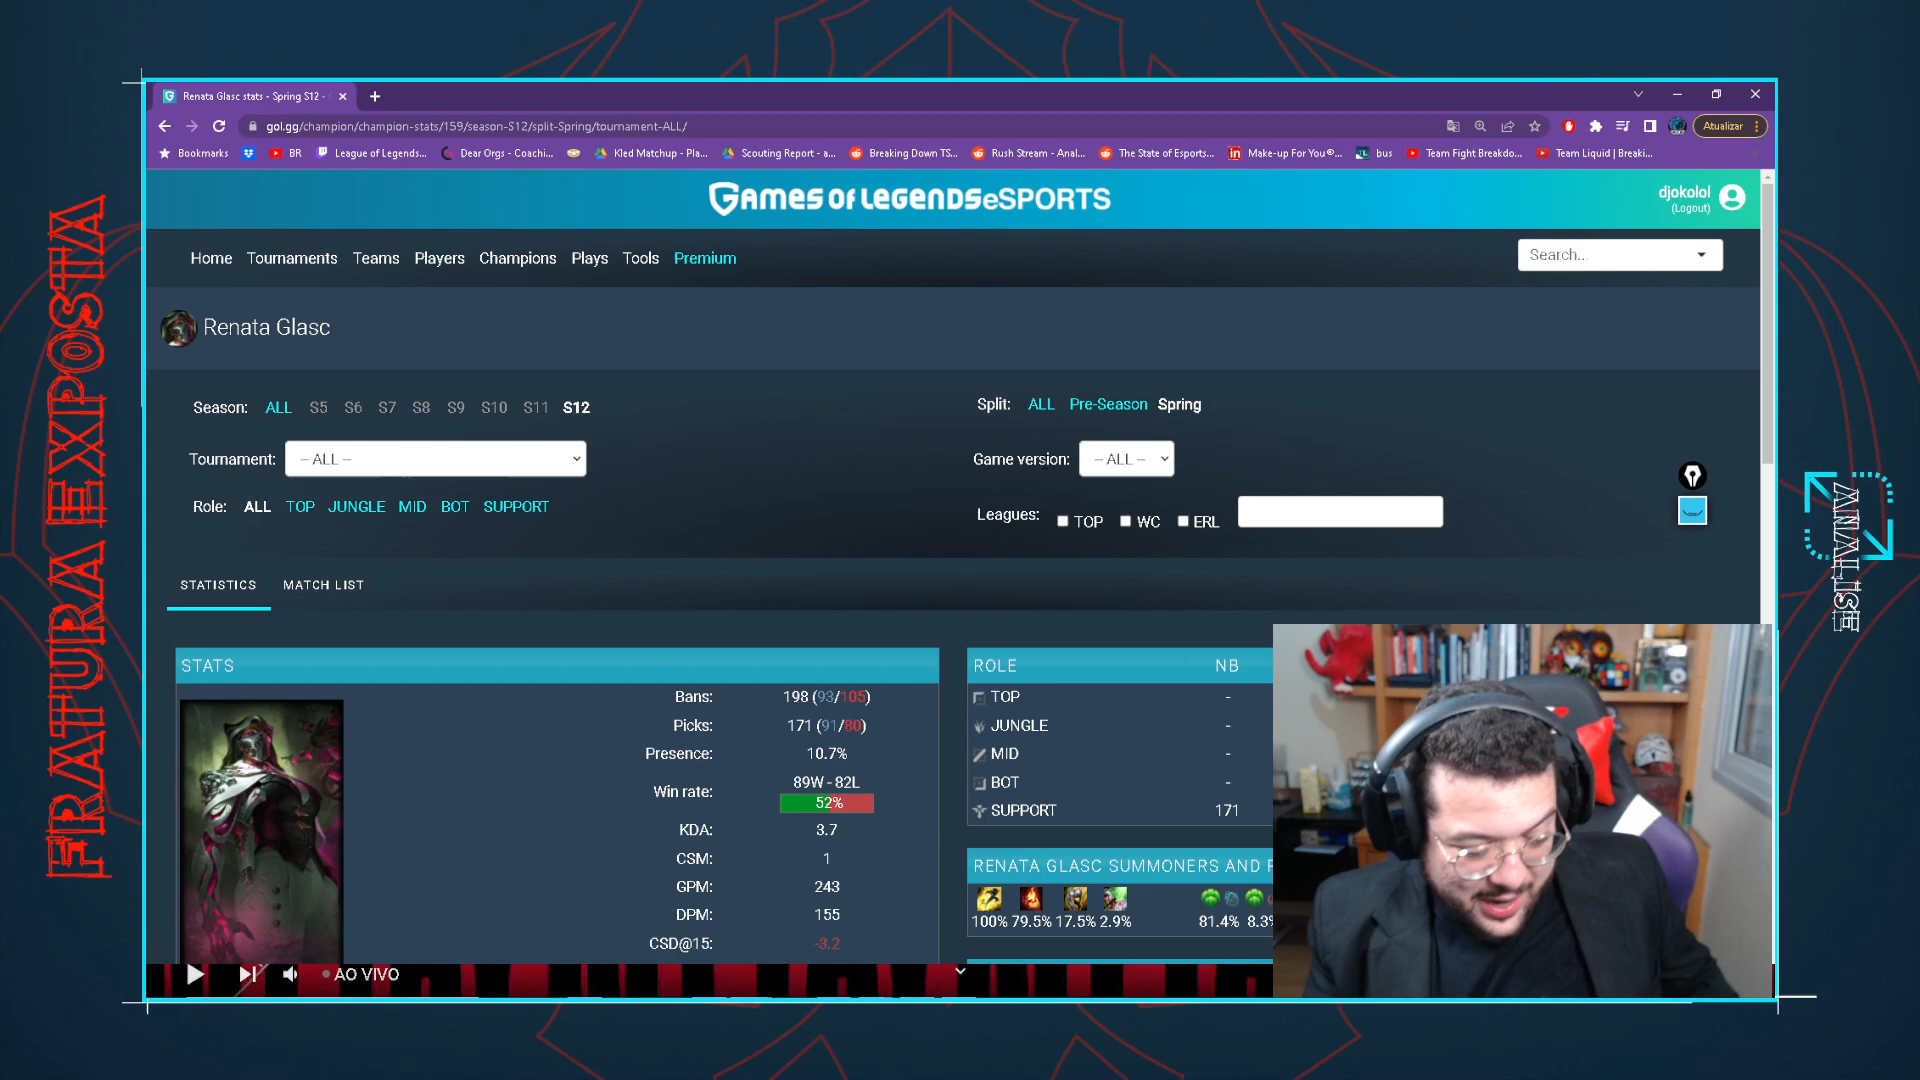 Renata Glasc stats - Spring S12 -
gol.gg/champion/champion-stats/159/season-S12/split-Spring/tournament-ALL/
Atualizar
Bookmarks BR League of Legends... Dear Orgs - Coachi... Kled Matchup - Pla... Scouting Report - a... Breaking Down TS... Rush Stream - Anal... The State of Esports... Make-up For You ®... bus Team Fight Breakdo... Team Liquid | Breaki...
GAMES OF LEGENDS eSPORTS
djokolol
(Logout)
Home Tournaments Teams Players Champions Plays Tools Premium
Search...
Renata Glasc
Season: ALL S5 S6 S7 S8 S9 S10 S11 S12
Split: ALL Pre-Season Spring
Tournament: -- ALL --
Game version: -- ALL --
Role: ALL TOP JUNGLE MID BOT SUPPORT
Leagues: TOP WC ERL
STATISTICS MATCH LIST
STATS
Bans: 198 (93/105)
Picks: 171 (91/80)
Presence: 10.7%
Win rate: 89W - 82L
52%
KDA: 3.7
CSM: 1
GPM: 243
DPM: 155
CSD@15: -3.2
ROLE NB
TOP -
JUNGLE -
MID -
BOT -
SUPPORT 171
RENATA GLASC SUMMONERS AND
100% 79.5% 17.5% 2.9% 81.4% 8.3%
AO VIVO
FRATURA EXPOSTA
ANALISE